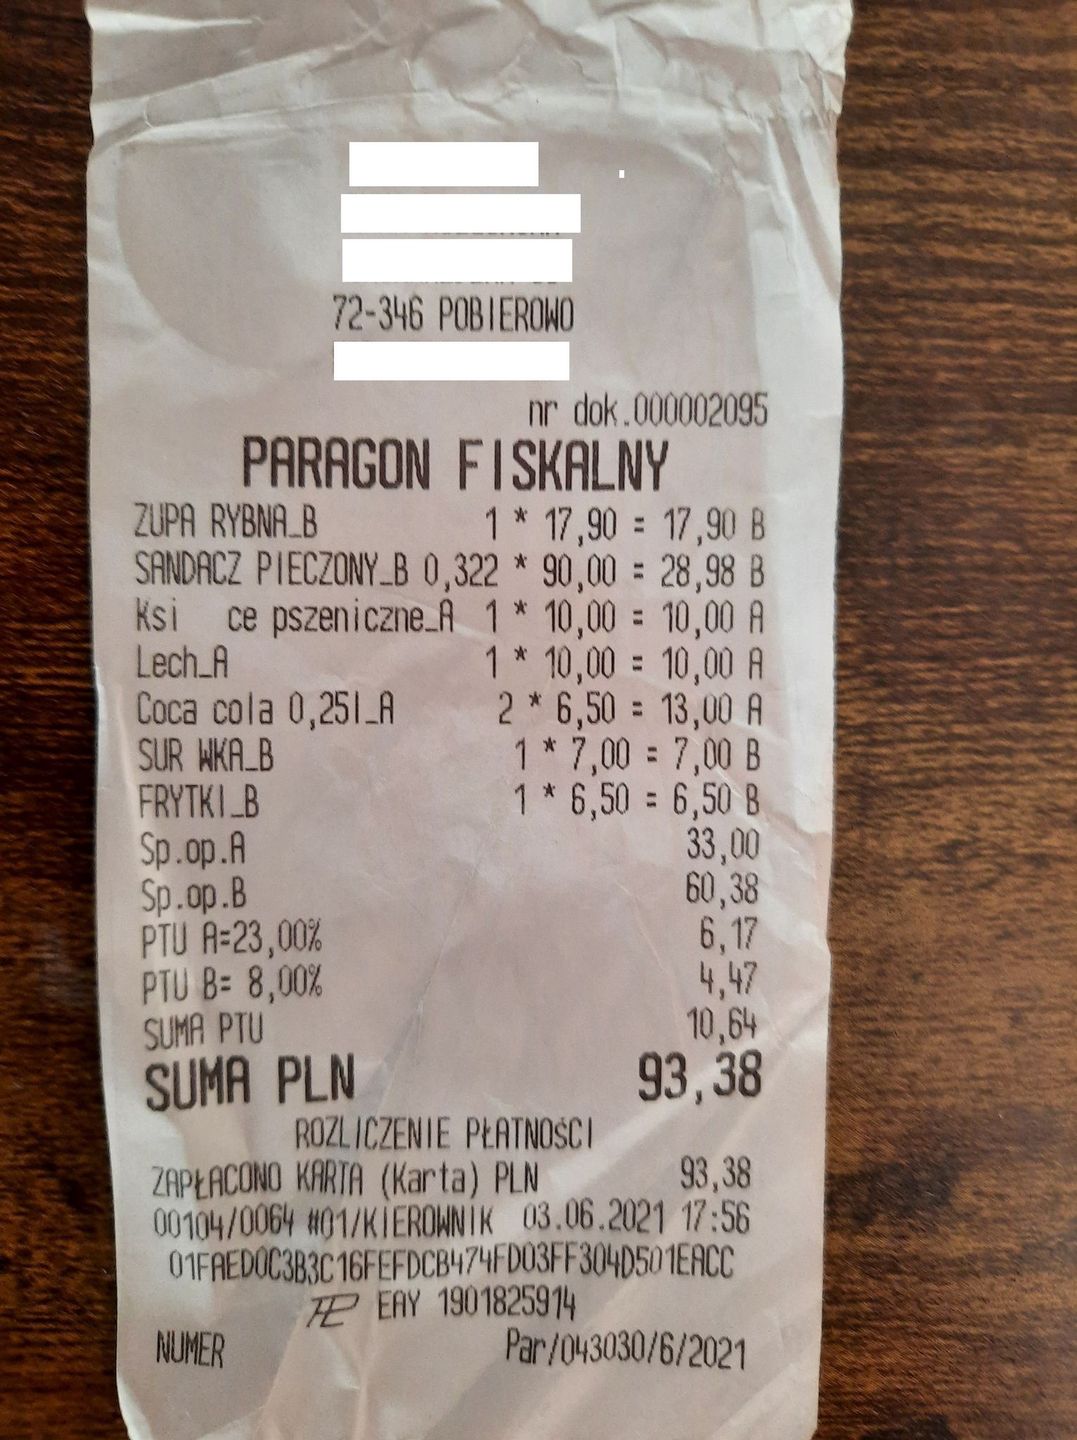 72-346 POBIEROWO
nr dok.000002095
PARAGON FISKALNY
ZUPA RYBNA_B 1 * 17,90 = 17,90 B
SANDACZ PIECZONY_B 0,322 * 90,00 = 28,98 B
Ksi ce pszeniczne_A 1 * 10,00 = 10,00 A
Lech_A 1 * 10,00 = 10,00 A
Coca cola 0,25l_A 2 * 6,50 = 13,00 A
SUR WKA_B 1 * 7,00 = 7,00 B
FRYTKI_B 1 * 6,50 = 6,50 B
Sp.op.A 33,00
Sp.op.B 60,38
PTU A=23,00% 6,17
PTU B= 8,00% 4,47
SUMA PTU 10,64
SUMA PLN 93,38
ROZLICZENIE PŁATNOŚCI
ZAPŁACONO KARTA (Karta) PLN 93,38
00104/0064 #01/KIEROWNIK 03.06.2021 17:56
01FAED0C3B3C16FEFDCB474FD03FF304D501EACC
EAY 1901825914
NUMER Par/043030/6/2021